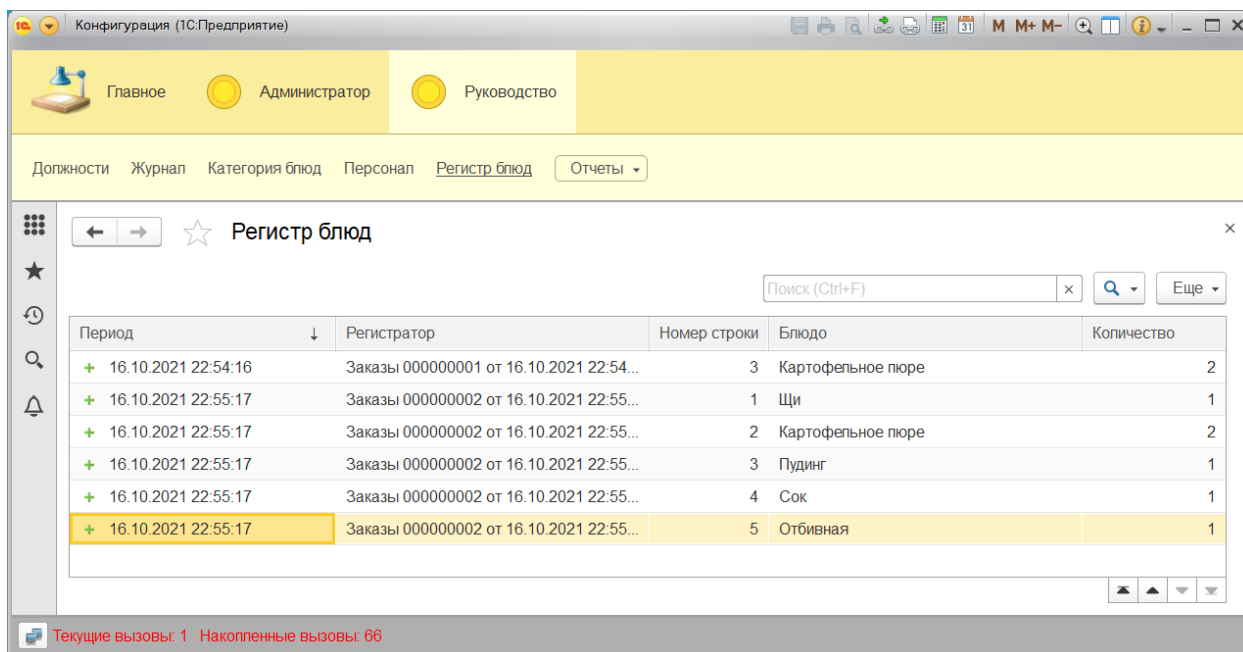 1С Конфигурация (1С:Предприятие) 31 M M+ M-
Главное Администратор Руководство
Должности Журнал Категория блюд Персонал Регистр блюд Отчеты
Регистр блюд
Поиск (Ctrl+F) × Еще
Период ↓ Регистратор Номер строки Блюдо Количество
+ 16.10.2021 22:54:16 Заказы 000000001 от 16.10.2021 22:54... 3 Картофельное пюре 2
+ 16.10.2021 22:55:17 Заказы 000000002 от 16.10.2021 22:55... 1 Щи 1
+ 16.10.2021 22:55:17 Заказы 000000002 от 16.10.2021 22:55... 2 Картофельное пюре 2
+ 16.10.2021 22:55:17 Заказы 000000002 от 16.10.2021 22:55... 3 Пудинг 1
+ 16.10.2021 22:55:17 Заказы 000000002 от 16.10.2021 22:55... 4 Сок 1
+ 16.10.2021 22:55:17 Заказы 000000002 от 16.10.2021 22:55... 5 Отбивная 1
Текущие вызовы: 1 Накопленные вызовы: 66